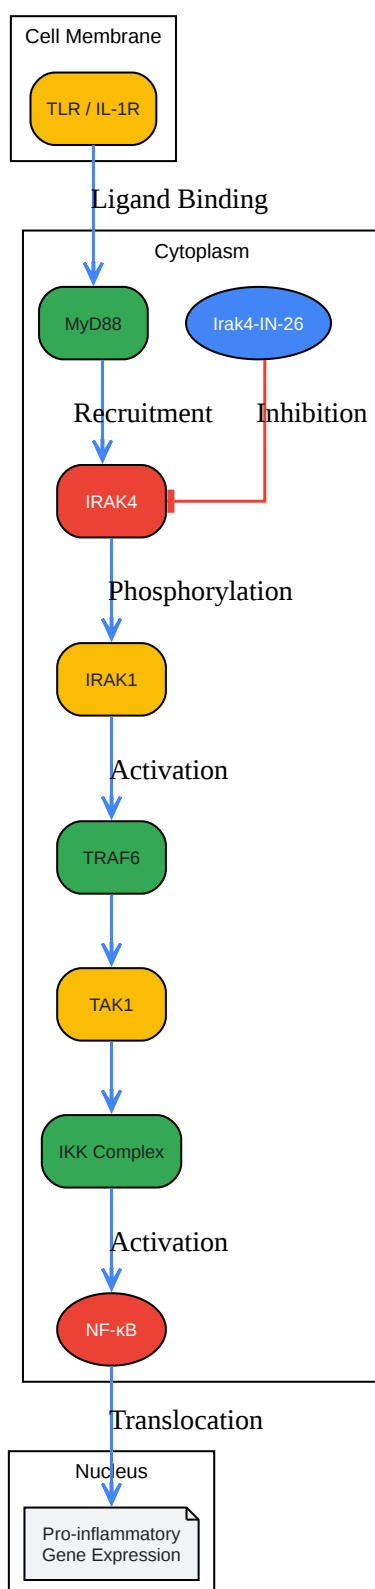 Cell Membrane
TLR / IL-1R
Ligand Binding
Cytoplasm
MyD88
Irak4-IN-26
Recruitment
Inhibition
IRAK4
Phosphorylation
IRAK1
Activation
TRAF6
TAK1
IKK Complex
Activation
NF-κB
Translocation
Nucleus
Pro-inflammatory
Gene Expression